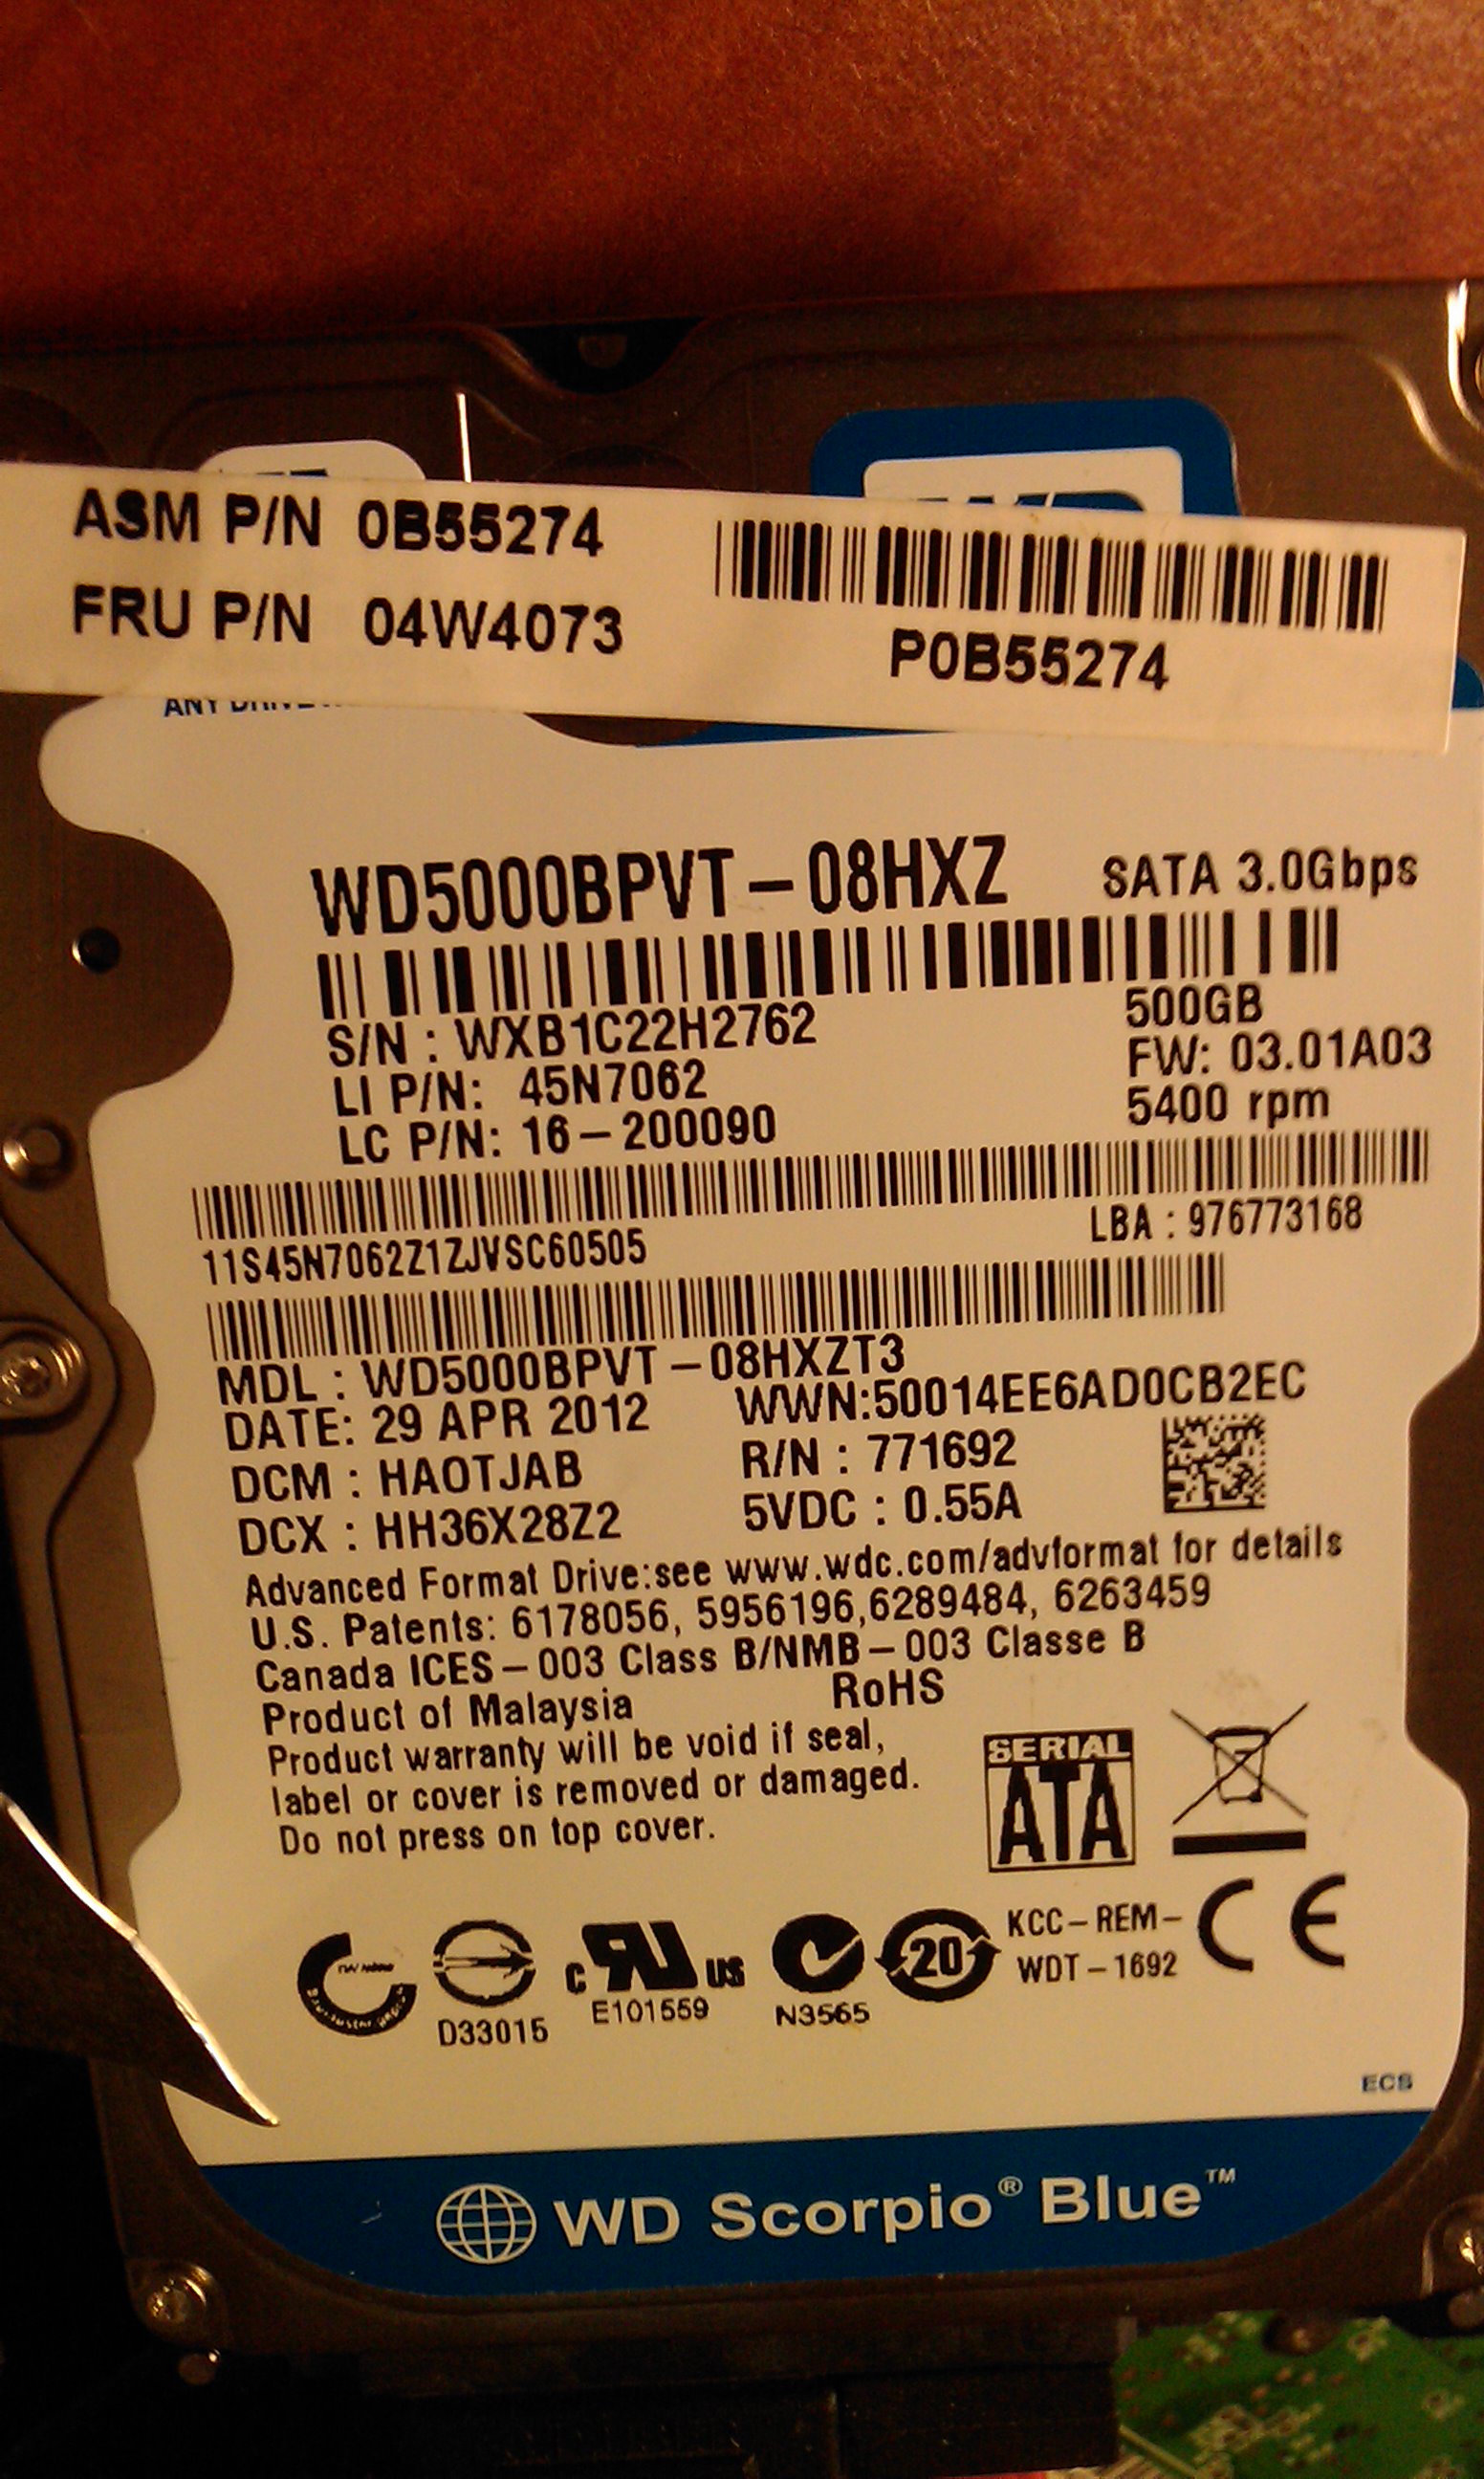 ASM P/N 0B55274
FRU P/N 04W4073
P0B55274
ANY
WD5000BPVT-08HXZ
SATA 3.0Gbps
S/N : WXB1C22H2762
500GB
LI P/N: 45N7062
FW: 03.01A03
LC P/N: 16-200090
5400 rpm
11S45N7062Z1ZJVSC60505
LBA : 976773168
MDL : WD5000BPVT-08HXZT3
DATE: 29 APR 2012
WWN:50014EE6AD0CB2EC
DCM : HAOTJAB
R/N : 771692
DCX : HH36X28Z2
5VDC : 0.55A
Advanced Format Drive:see www.wdc.com/advformat for details
U.S. Patents: 6178056, 5956196,6289484, 6263459
Canada ICES-003 Class B/NMB-003 Classe B
Product of Malaysia
RoHS
Product warranty will be void if seal,
label or cover is removed or damaged.
Do not press on top cover.
SERIAL
ATA
D33015
c RU US
E101559
N3565
20
KCC-REM-
WDT-1692
CE
ECS
WD Scorpio® Blue™